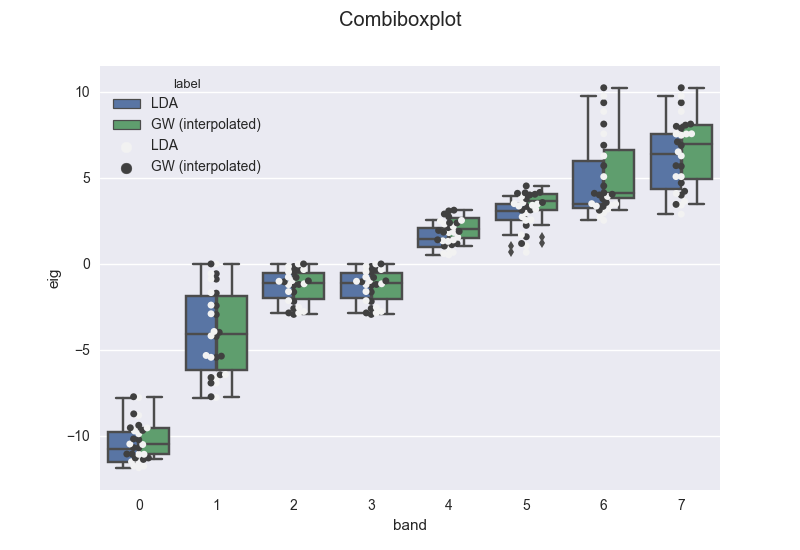 Combiboxplot
label
LDA
GW (interpolated)
LDA
GW (interpolated)
eig
10
5
0
−5
−10
0 1 2 3 4 5 6 7
band